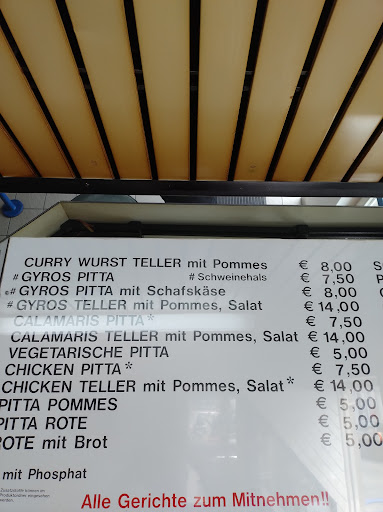 CURRY WURST TELLER mit Pommes € 8,00
#GYROS PITTA # Schweinehals € 7,50
#GYROS PITTA mit Schafskäse € 8,00
#GYROS TELLER mit Pommes, Salat € 14,00
CALAMARIS PITTA* € 7,50
CALAMARIS TELLER mit Pommes, Salat € 14,00
VEGETARISCHE PITTA € 5,00
CHICKEN PITTA* € 7,50
CHICKEN TELLER mit Pommes, Salat* € 14,00
PITTA POMMES € 5,00
PITTA ROTE € 5,00
ROTE mit Brot € 5,00
mit Phosphat
Alle Gerichte zum Mitnehmen!!